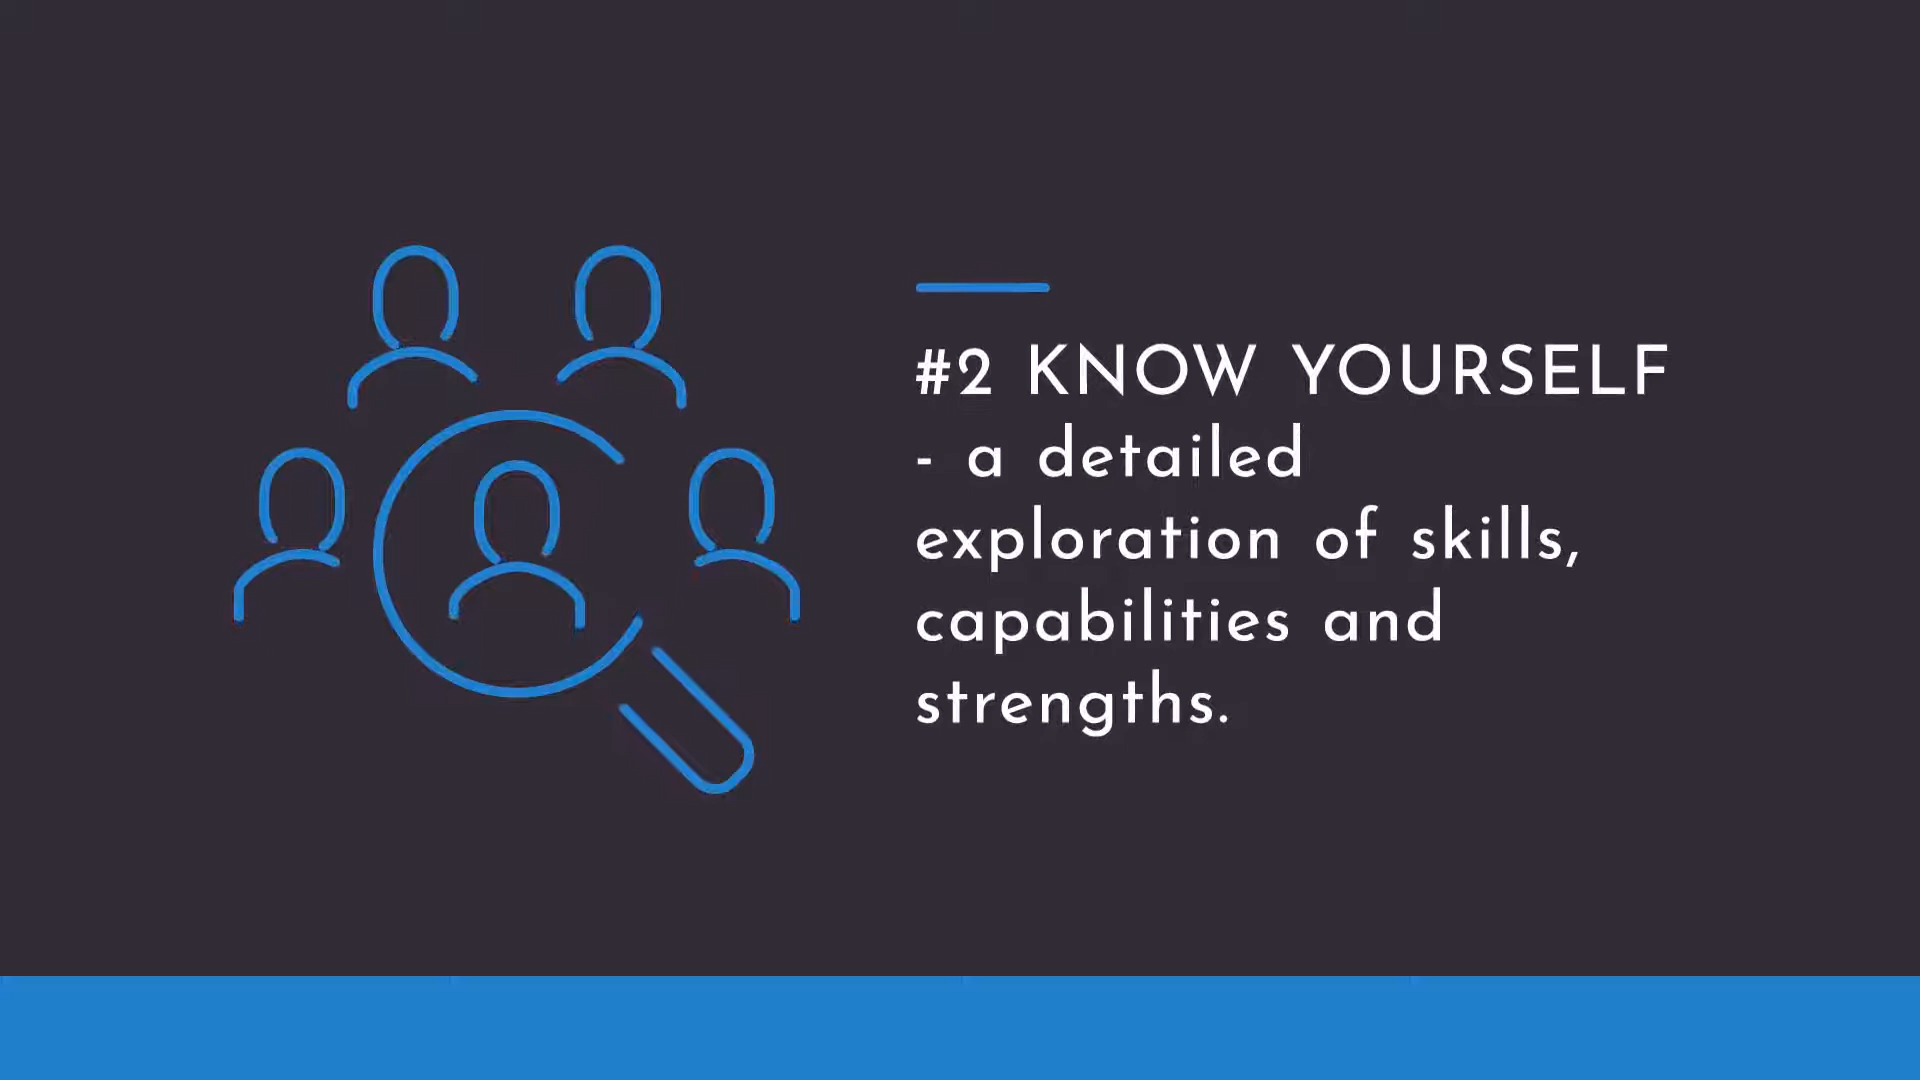 #2 KNOW YOURSELF
- a detailed
exploration of skills,
capabilities and
strengths.